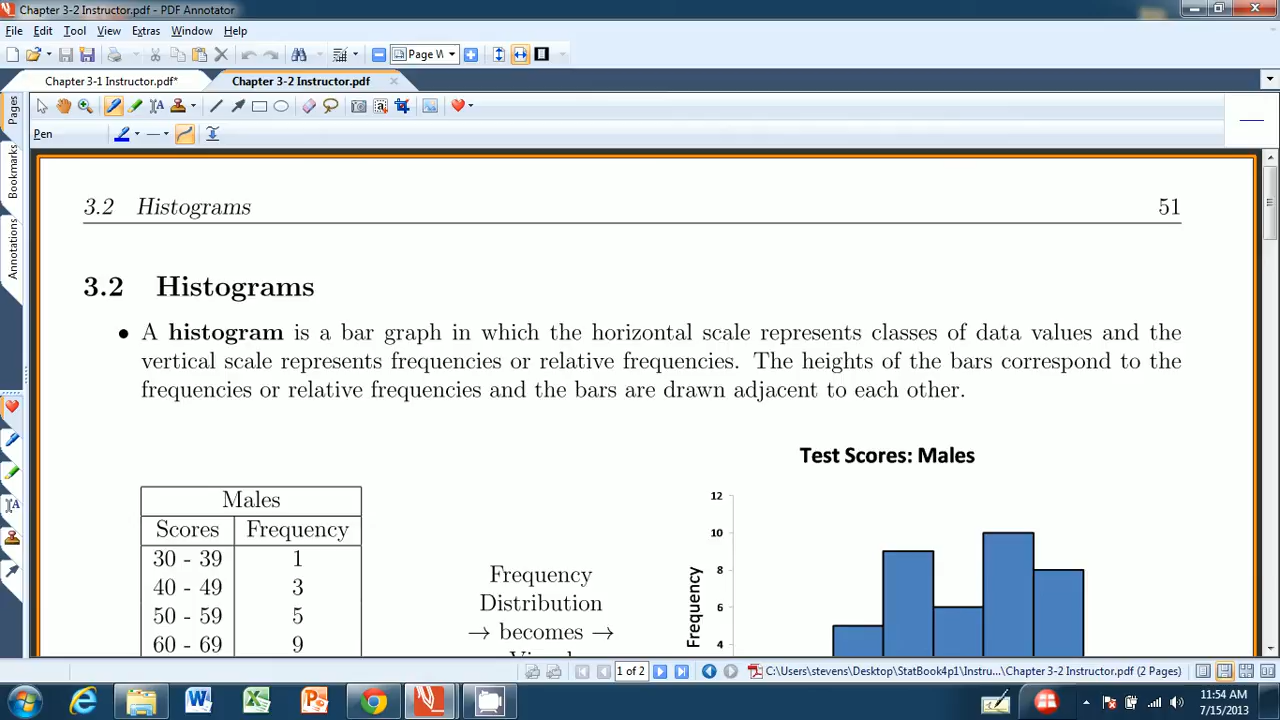 Chapter 3-2 Instructor.pdf - PDF Annotator
File Edit Tool View Extras Window Help
Page W
Chapter 3-1 Instructor.pdf* Chapter 3-2 Instructor.pdf
Pen
Pages
Bookmarks
Annotations
3.2 Histograms 51
3.2 Histograms
• A histogram is a bar graph in which the horizontal scale represents classes of data values and the
vertical scale represents frequencies or relative frequencies. The heights of the bars correspond to the
frequencies or relative frequencies and the bars are drawn adjacent to each other.
Test Scores: Males
Males
Scores Frequency
30 - 39 1
40 - 49 3
50 - 59 5
60 - 69 9
Frequency
Distribution
→ becomes →
12
10
8
6
4
Frequency
1 of 2
C:\Users\stevens\Desktop\StatBook4p1\Instru...\Chapter 3-2 Instructor.pdf (2 Pages)
11:54 AM
7/15/2013